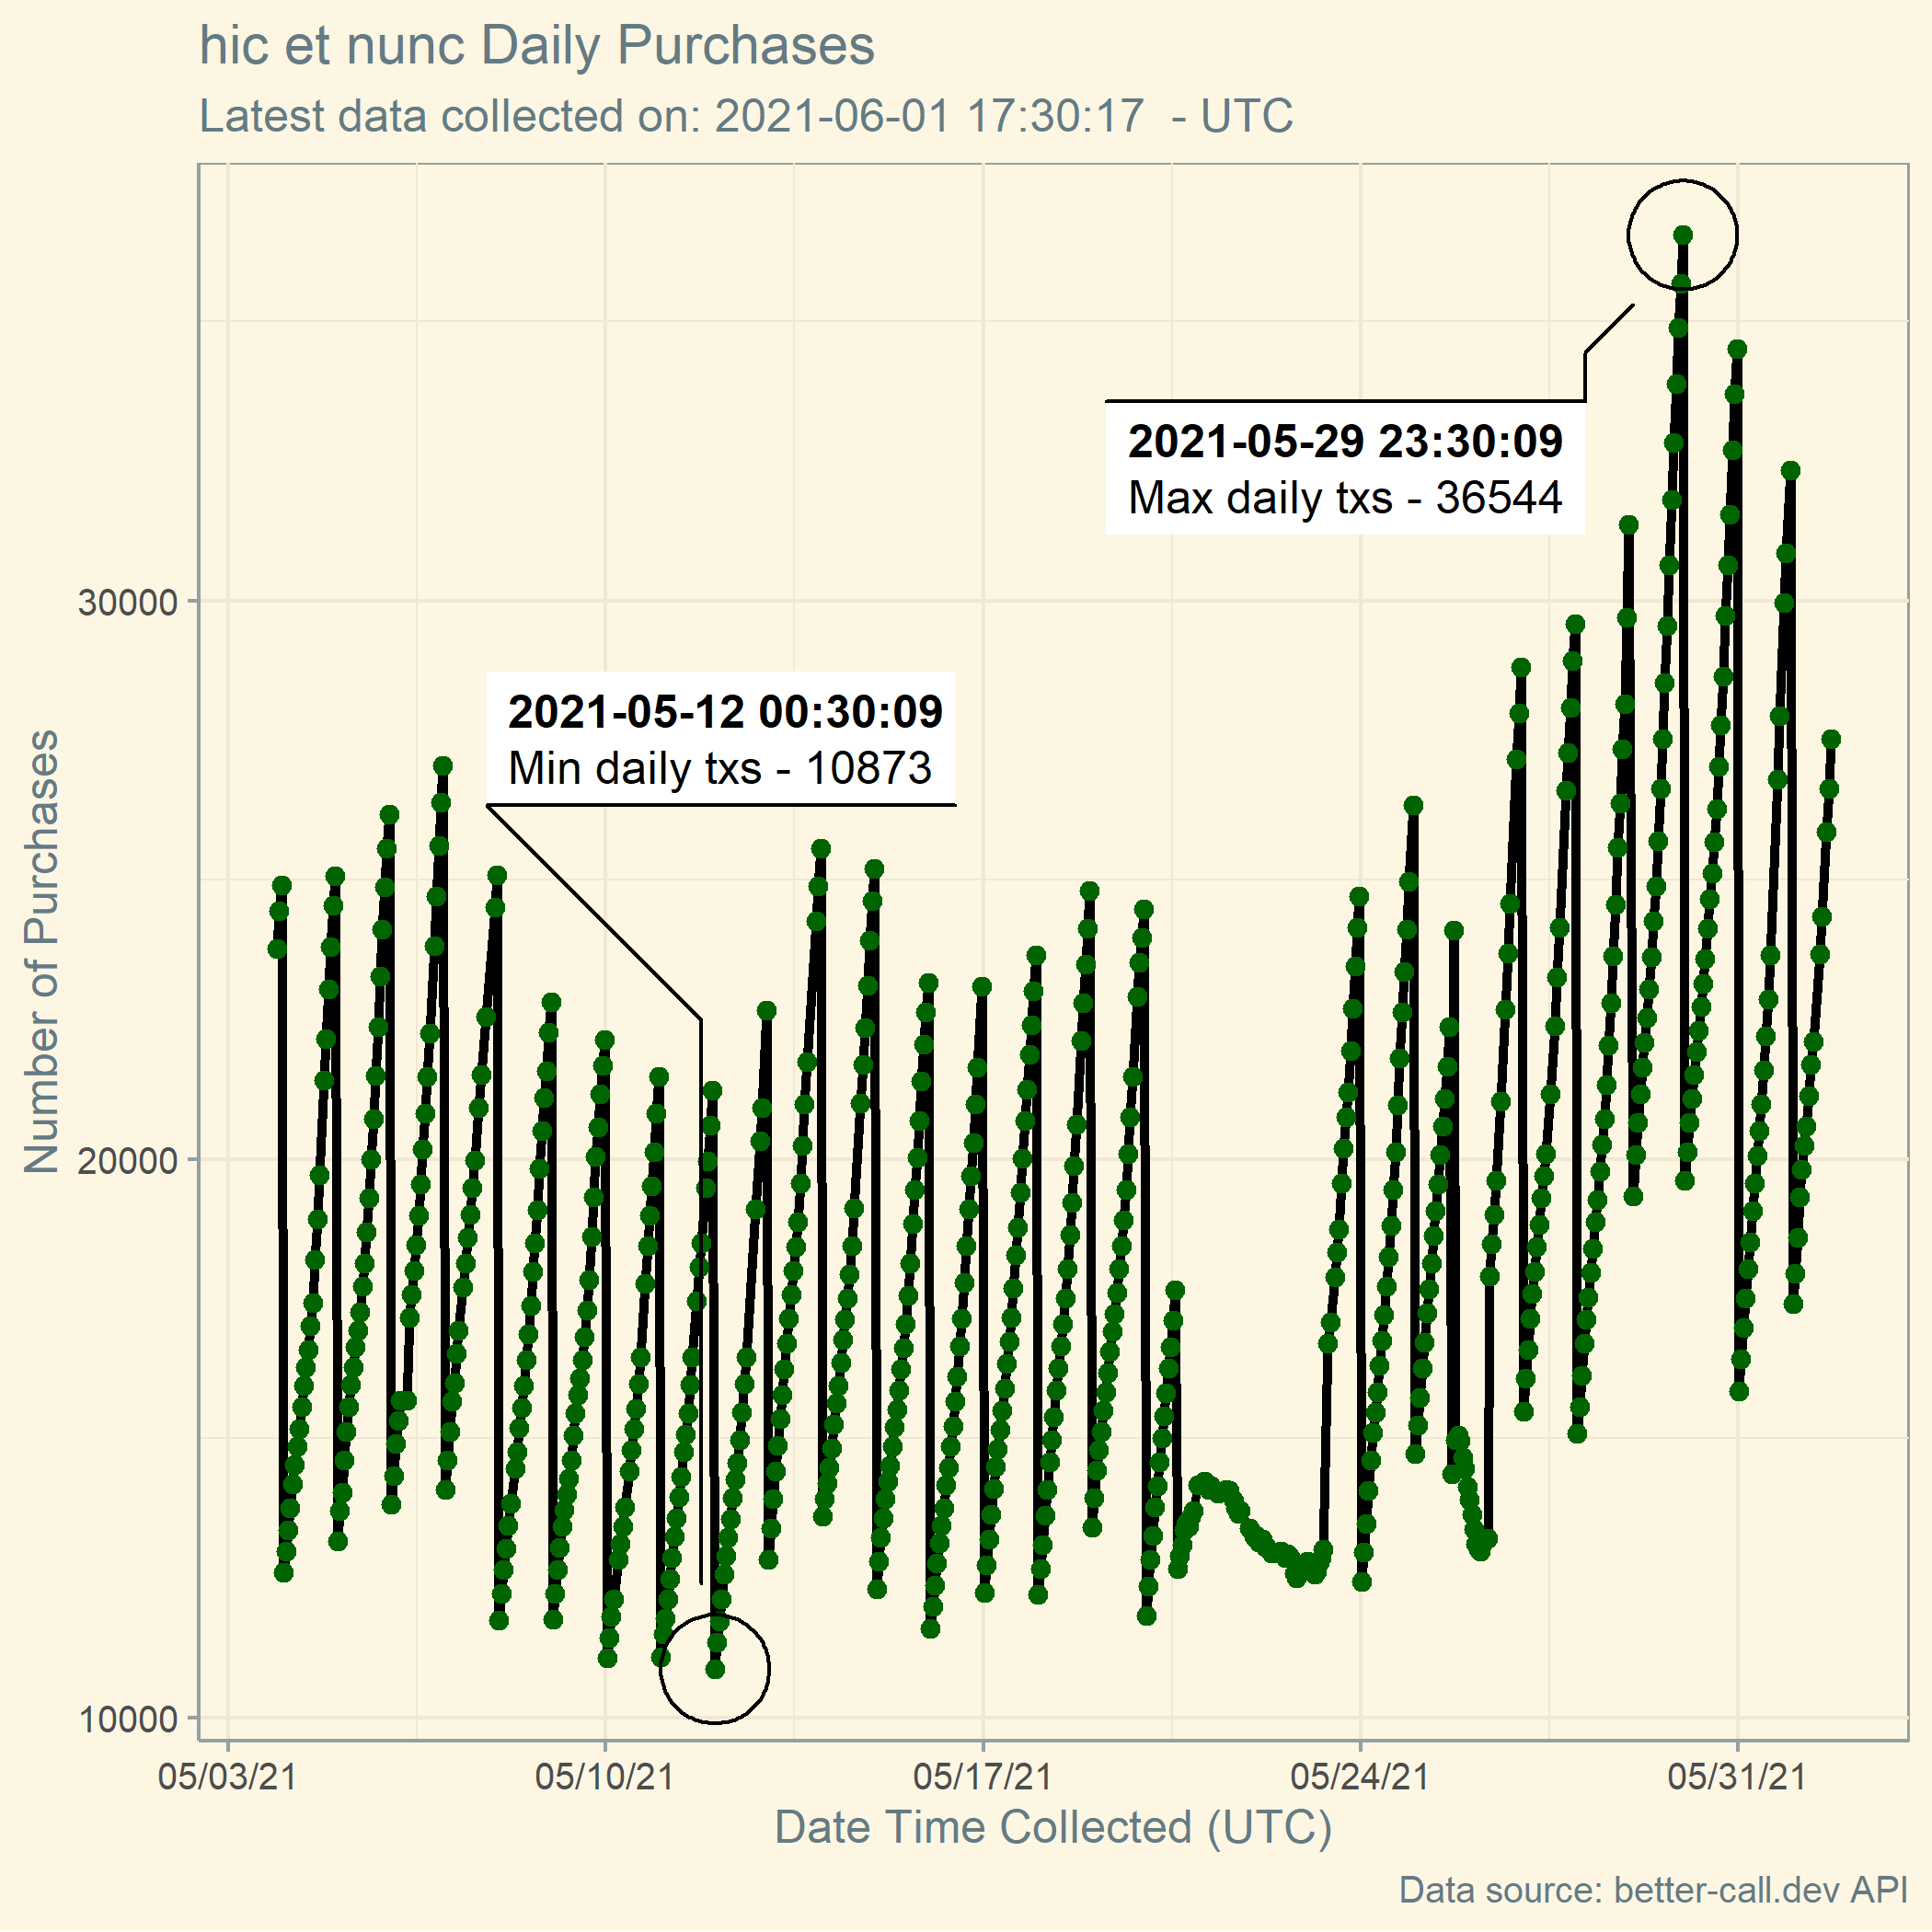 hic et nunc Daily Purchases
Latest data collected on: 2021-06-01 17:30:17  - UTC
2021-05-29 23:30:09
Max daily txs - 36544
2021-05-12 00:30:09
Min daily txs - 10873
Number of Purchases
30000
20000
10000
05/03/21
05/10/21
05/17/21
05/24/21
05/31/21
Date Time Collected (UTC)
Data source: better-call.dev API